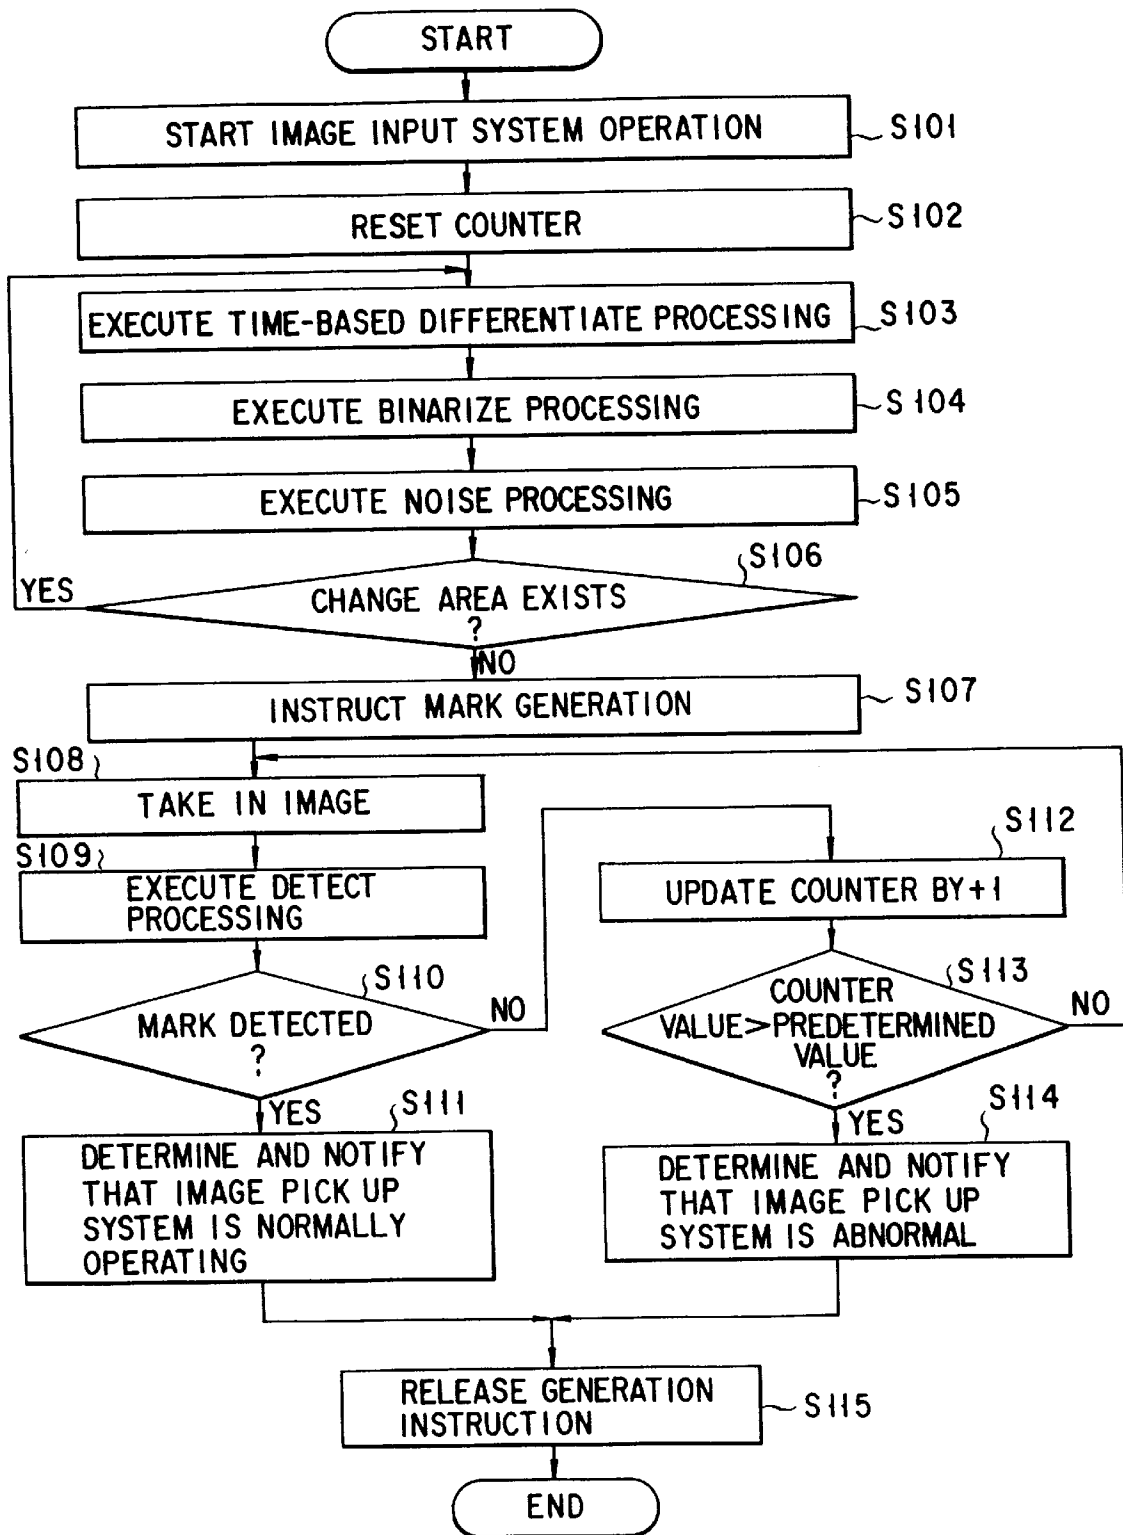 START
START IMAGE INPUT SYSTEM OPERATION
S101
RESET COUNTER
S102
EXECUTE TIME-BASED DIFFERENTIATE PROCESSING
S103
EXECUTE BINARIZE PROCESSING
S104
EXECUTE NOISE PROCESSING
S105
S106
YES
CHANGE AREA EXISTS
?
NO
INSTRUCT MARK GENERATION
S107
S108
TAKE IN IMAGE
S109
EXECUTE DETECT
PROCESSING
S110
MARK DETECTED
?
NO
YES
S112
UPDATE COUNTER BY+1
S113
COUNTER
VALUE>PREDETERMINED
VALUE
?
NO
YES
S111
DETERMINE AND NOTIFY
THAT IMAGE PICK UP
SYSTEM IS NORMALLY
OPERATING
S114
DETERMINE AND NOTIFY
THAT IMAGE PICK UP
SYSTEM IS ABNORMAL
RELEASE GENERATION
INSTRUCTION
S115
END